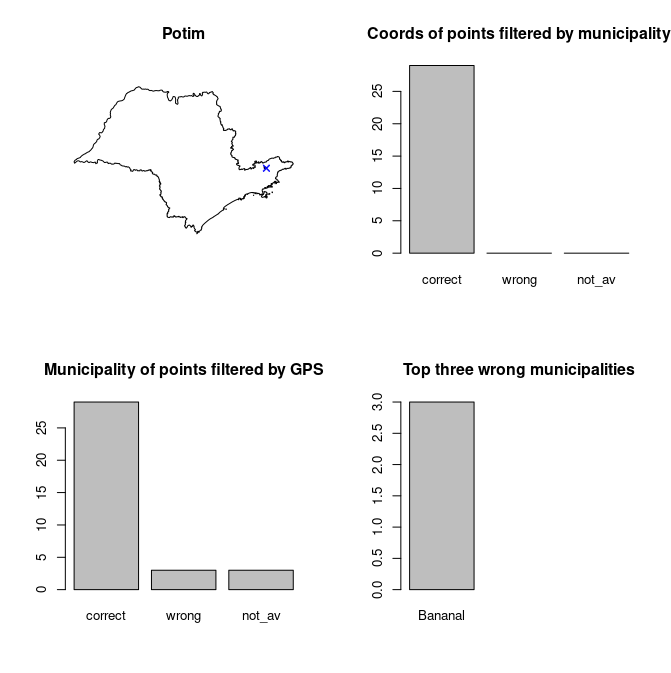 Potim
Coords of points filtered by municipality
25
20
15
10
5
0
correct wrong not_av
Municipality of points filtered by GPS
25
20
15
10
5
0
correct wrong not_av
Top three wrong municipalities
3.0
2.5
2.0
1.5
1.0
0.5
0.0
Bananal